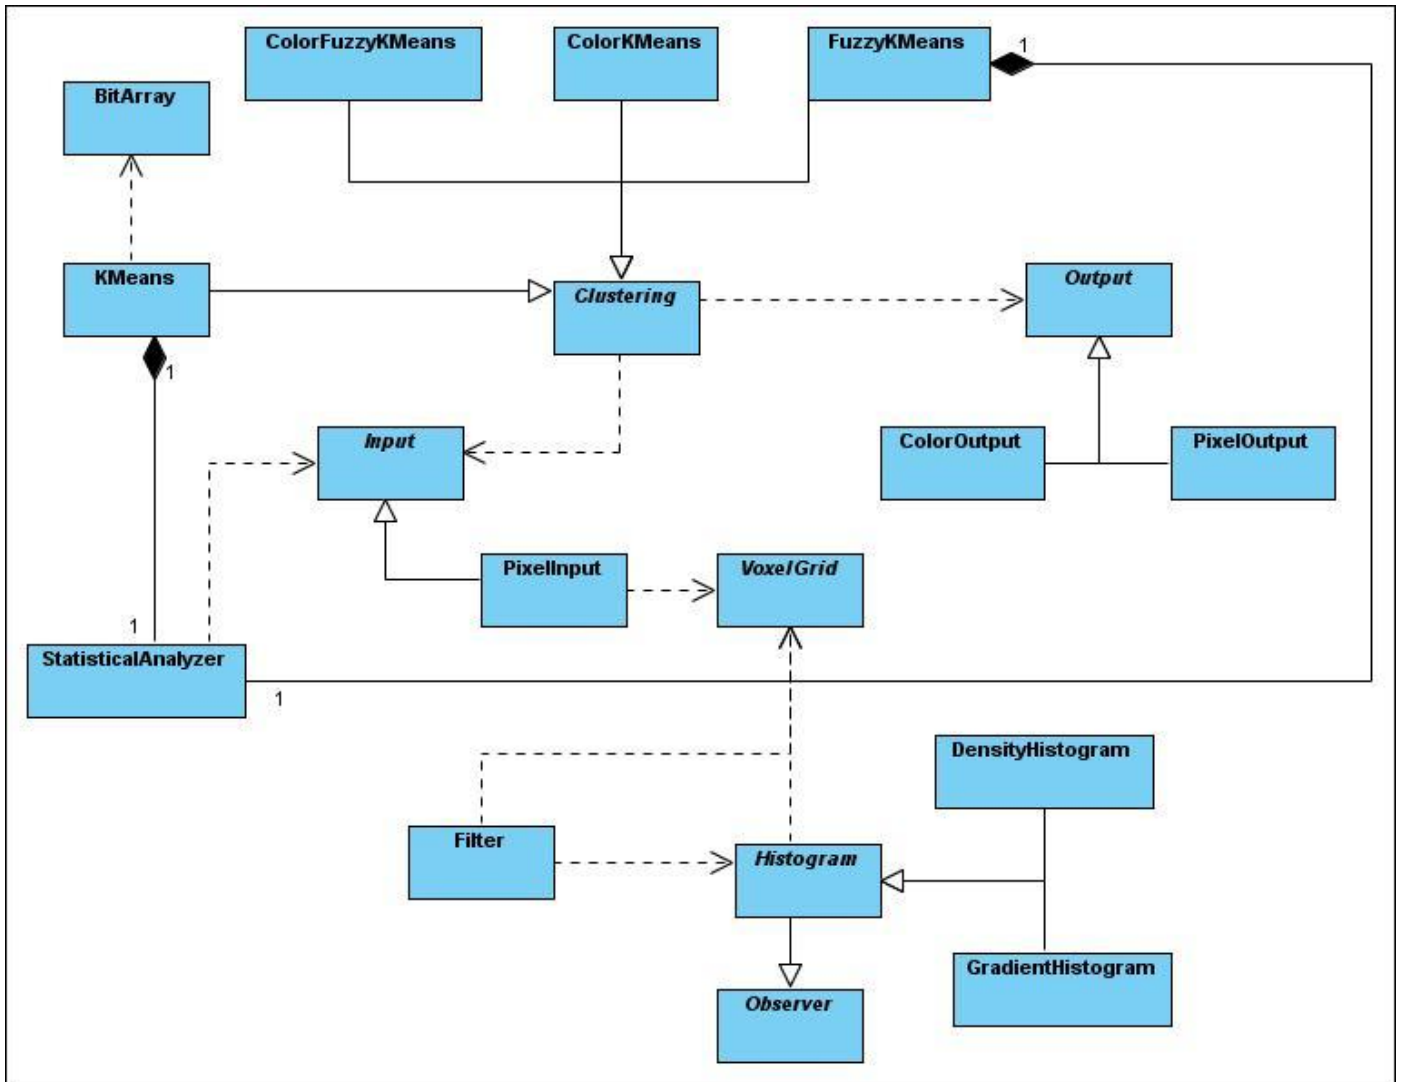 ColorFuzzyKMeans
ColorKMeans
FuzzyKMeans
1
BitArray
KMeans
Clustering
Output
1
Input
ColorOutput
PixelOutput
PixelInput
VoxelGrid
1
StatisticalAnalyzer
1
DensityHistogram
Filter
Histogram
GradientHistogram
Observer